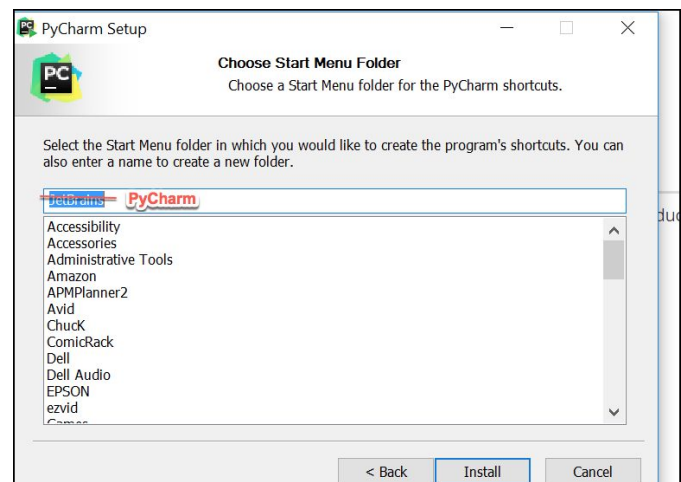 PyCharm Setup
PC
Choose Start Menu Folder
Choose a Start Menu folder for the PyCharm shortcuts.
Select the Start Menu folder in which you would like to create the program's shortcuts. You can
also enter a name to create a new folder.
JetBrains PyCharm
duc
Accessibility
Accessories
Administrative Tools
Amazon
APMPlanner2
Avid
ChucK
ComicRack
Dell
Dell Audio
EPSON
ezvid
Games
< Back Install Cancel